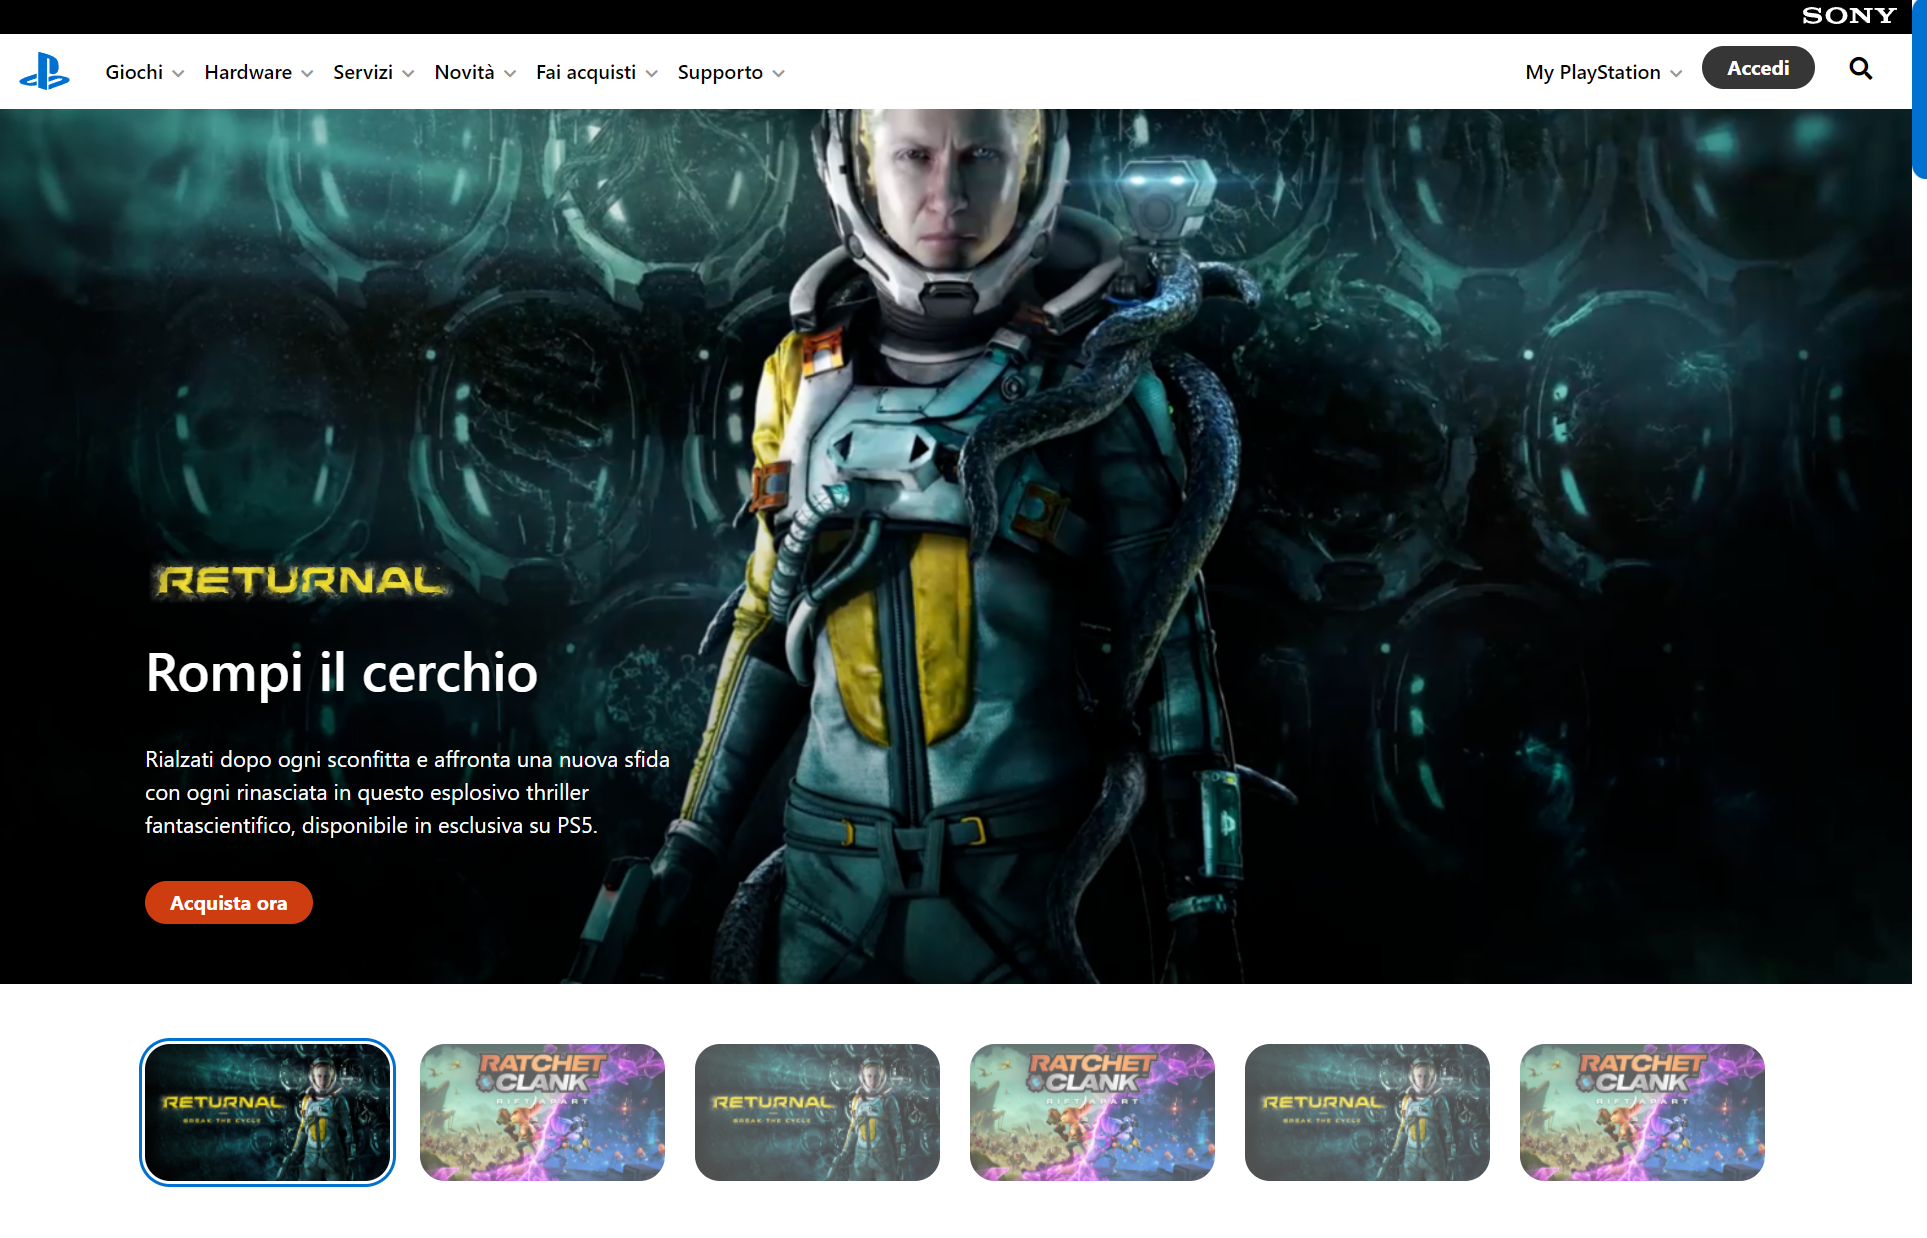 SONY
Giochi Hardware Servizi Novità Fai acquisti Supporto My PlayStation Accedi
RETURNAL
Rompi il cerchio
Rialzati dopo ogni sconfitta e affronta una nuova sfida
con ogni rinasciata in questo esplosivo thriller
fantascientifico, disponibile in esclusiva su PS5.
Acquista ora
RETURNAL
BREAK THE CYCLE
RATCHET
CLANK
RIFT APART
RETURNAL
BREAK THE CYCLE
RATCHET
CLANK
RIFT APART
RETURNAL
BREAK THE CYCLE
RATCHET
CLANK
RIFT APART